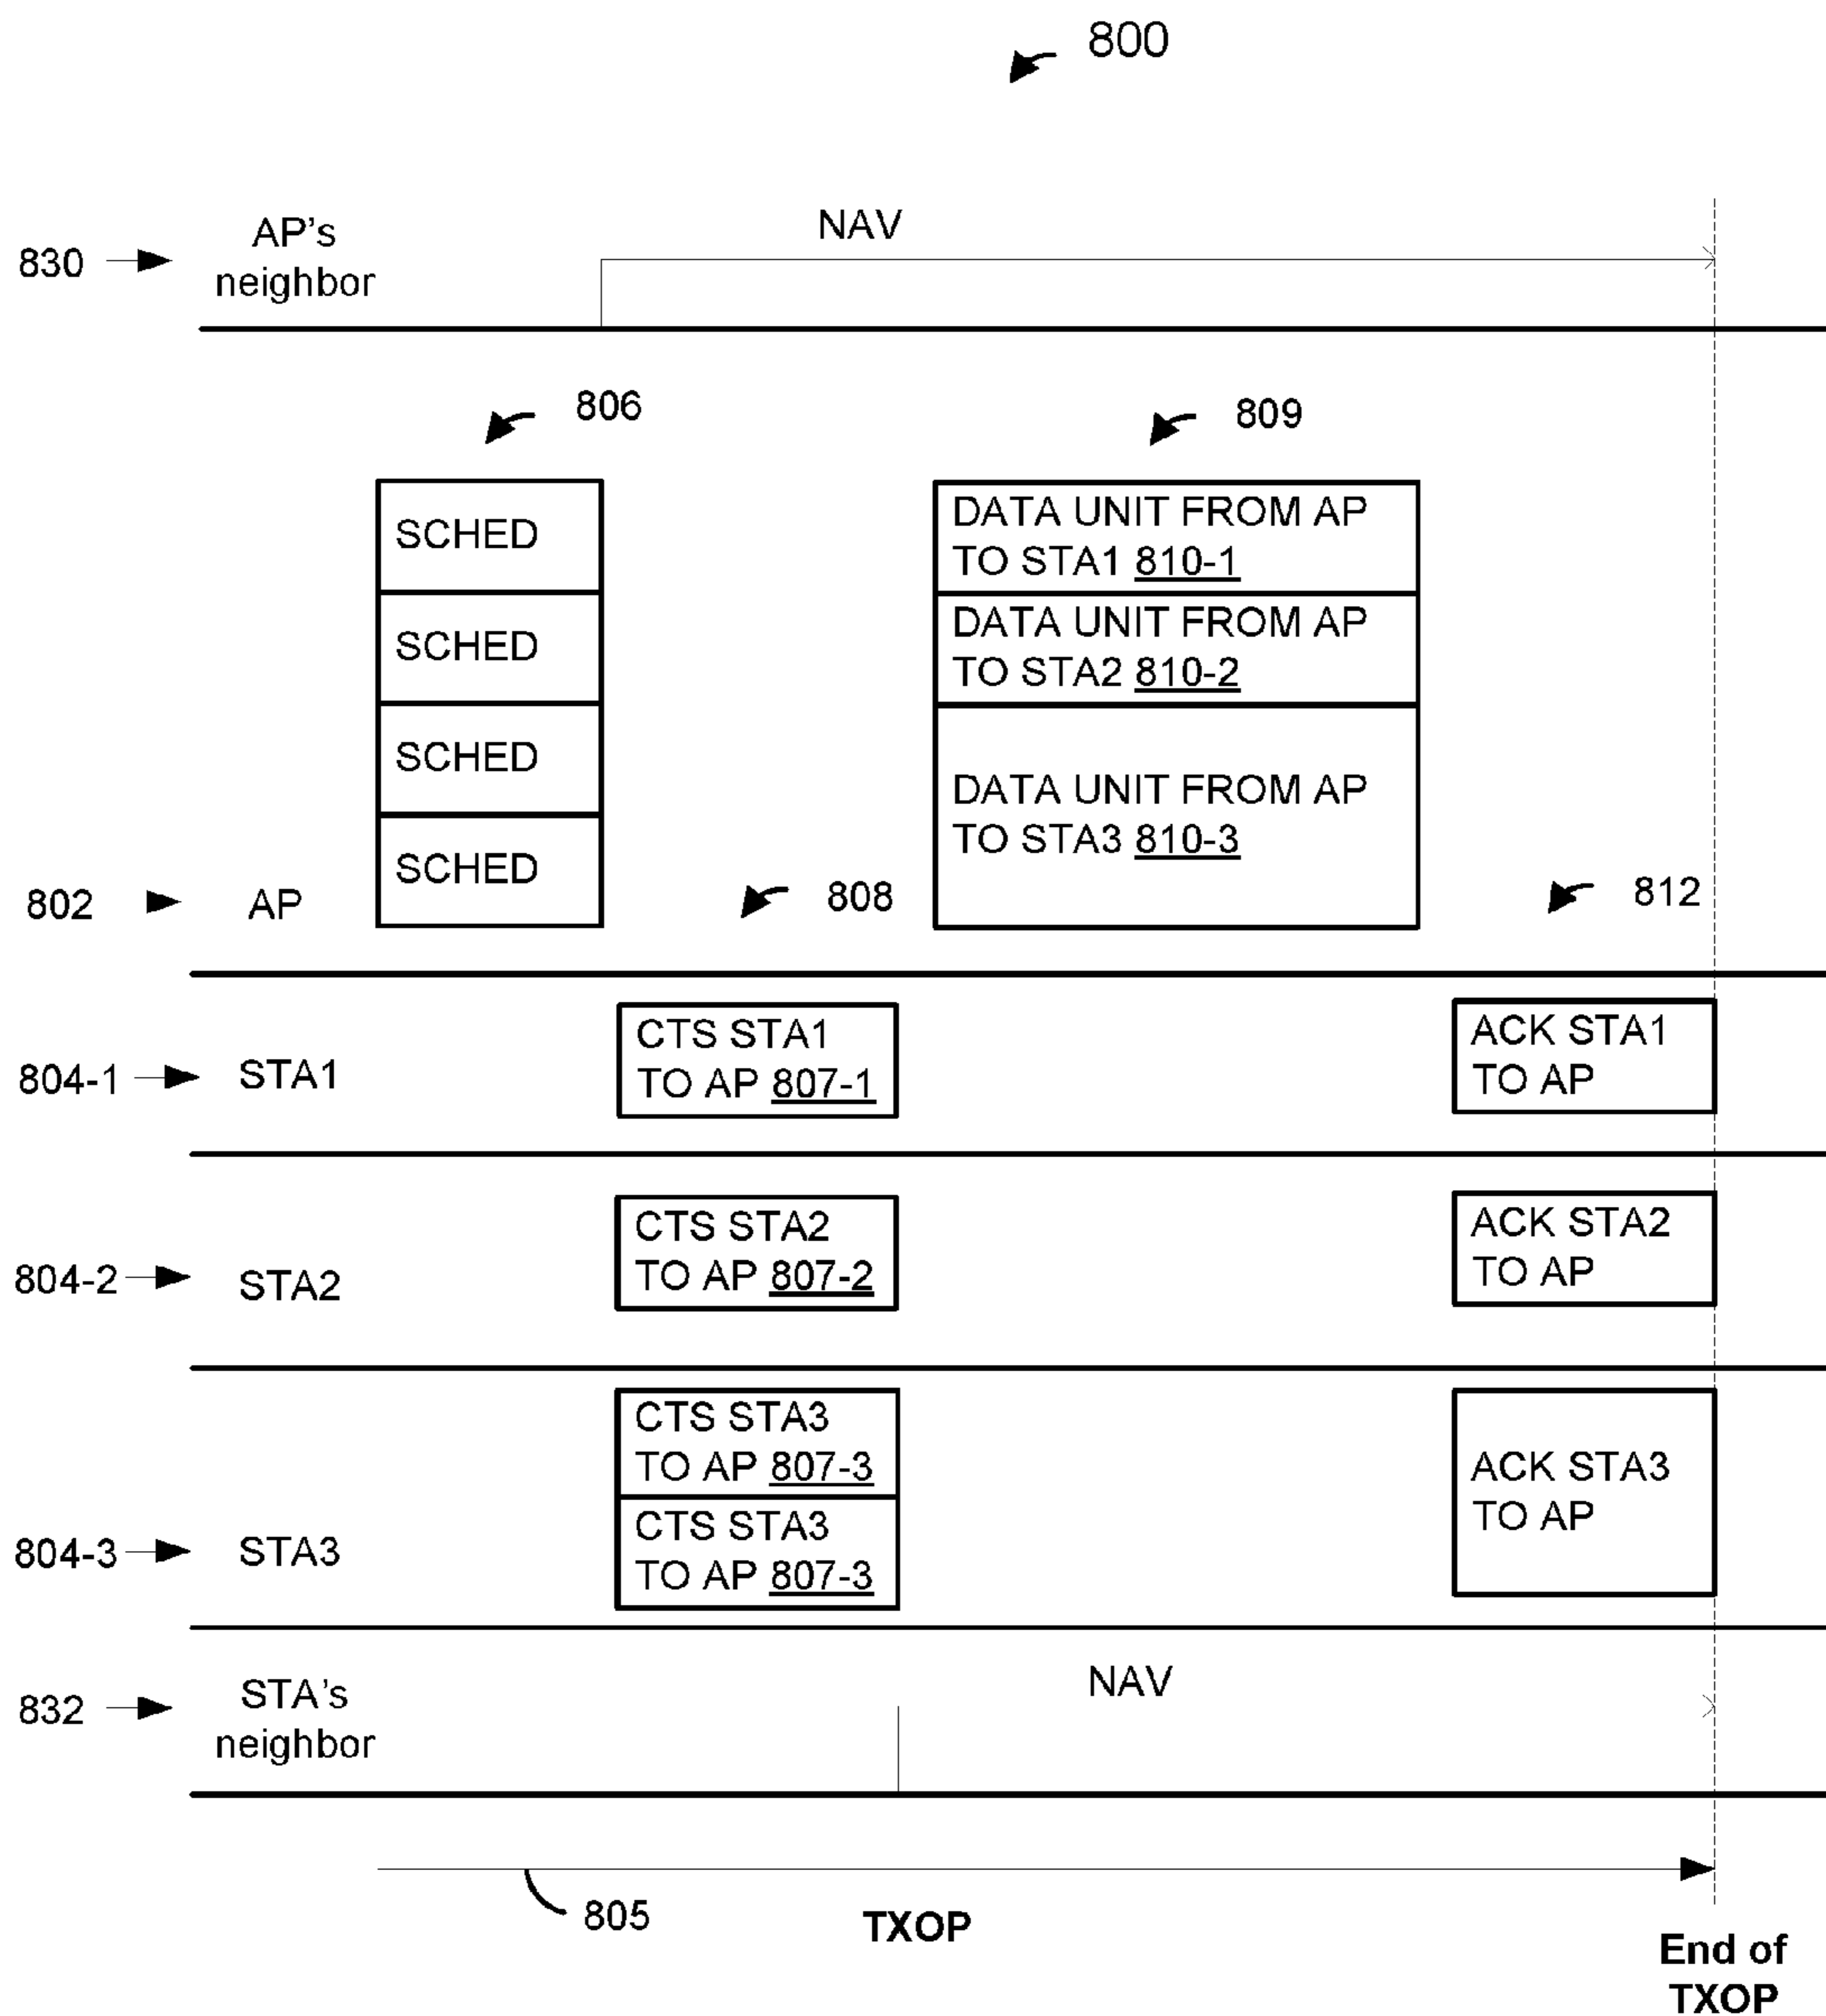 800
NAV
AP's
neighbor
830
806
809
SCHED
SCHED
SCHED
SCHED
DATA UNIT FROM AP
TO STA1 810-1
DATA UNIT FROM AP
TO STA2 810-2
DATA UNIT FROM AP
TO STA3 810-3
802
AP
808
812
CTS STA1
TO AP 807-1
ACK STA1
TO AP
804-1
STA1
CTS STA2
TO AP 807-2
ACK STA2
TO AP
804-2
STA2
CTS STA3
TO AP 807-3
CTS STA3
TO AP 807-3
ACK STA3
TO AP
804-3
STA3
NAV
STA's
neighbor
832
805
TXOP
End of
TXOP